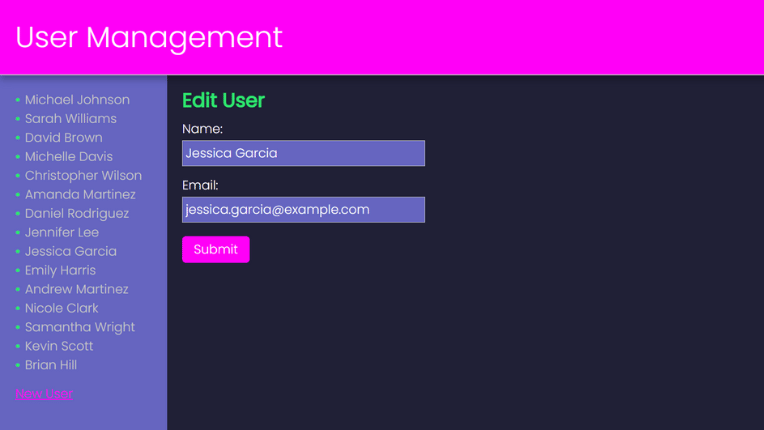 User Management
Michael Johnson
Sarah Williams
David Brown
Michelle Davis
Christopher Wilson
Amanda Martinez
Daniel Rodriguez
Jennifer Lee
Jessica Garcia
Emily Harris
Andrew Martinez
Nicole Clark
Samantha Wright
Kevin Scott
Brian Hill
New User
Edit User
Name:
Jessica Garcia
Email:
jessica.garcia@example.com
Submit